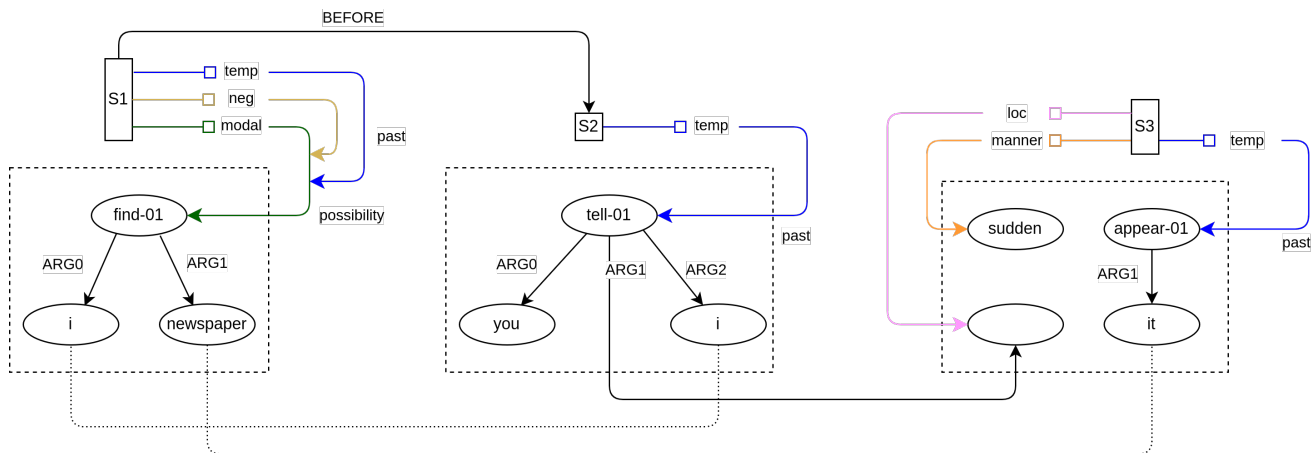 BEFORE
S1
temp
neg
modal
past
possibility
find-01
ARG0
ARG1
i
newspaper
S2
temp
past
tell-01
ARG0
ARG1
ARG2
you
i
loc
manner
S3
temp
past
sudden
appear-01
ARG1
it